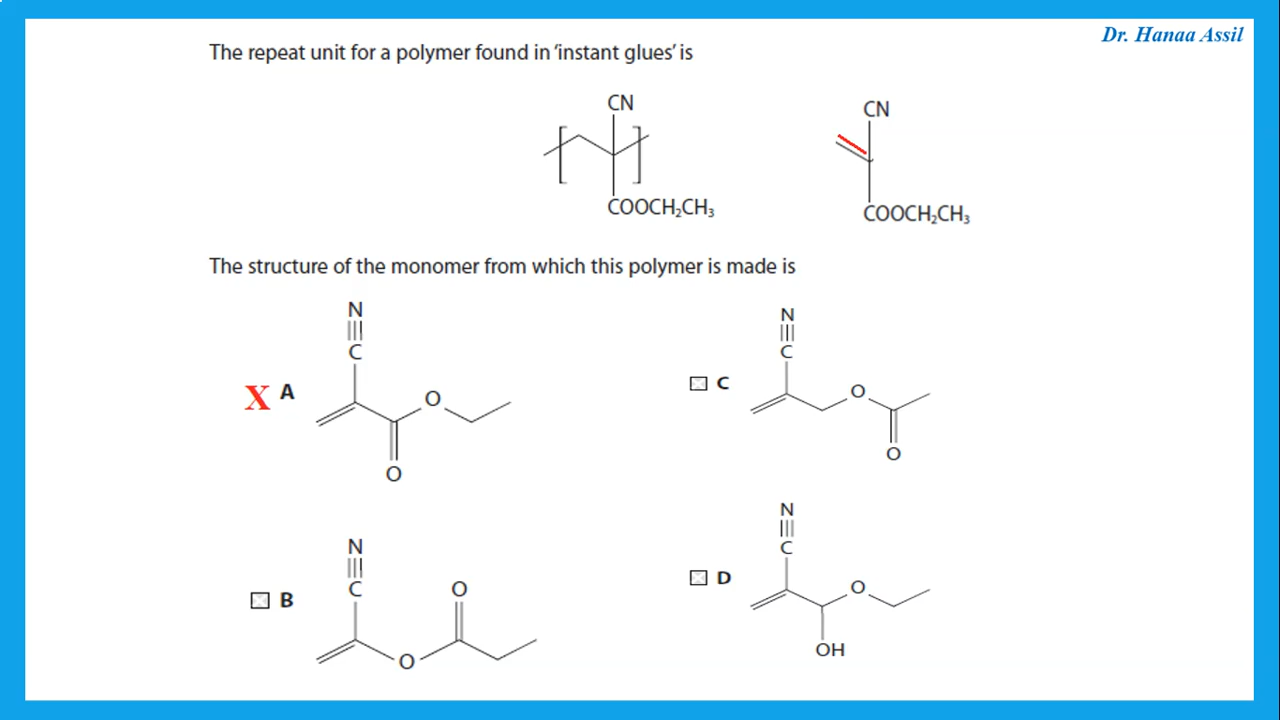 Dr. Hanaa Assil
The repeat unit for a polymer found in 'instant glues' is
CN
COOCH₂CH₃
CN
COOCH₂CH₃
The structure of the monomer from which this polymer is made is
X A
N
C
O
O
C
N
C
O
O
B
N
C
O
O
D
N
C
O
OH